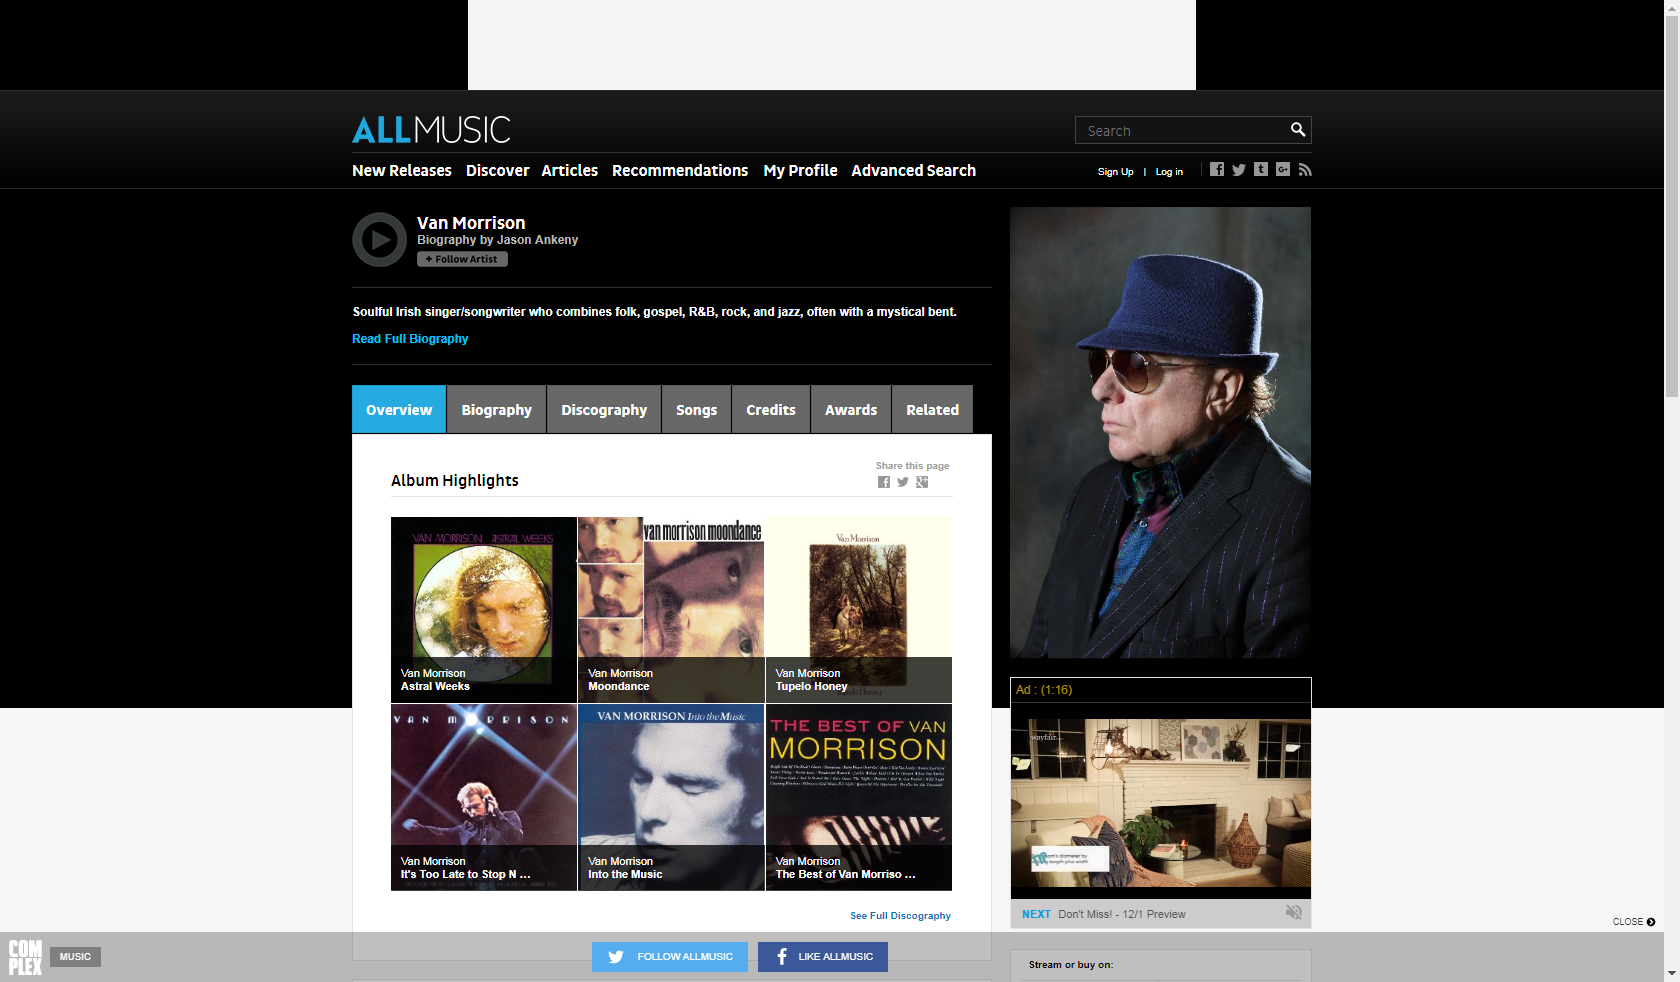 ALLMUSIC
Search
New Releases Discover Articles Recommendations My Profile Advanced Search
Sign Up | Log in
Van Morrison
Biography by Jason Ankeny
+ Follow Artist
Soulful Irish singer/songwriter who combines folk, gospel, R&B, rock, and jazz, often with a mystical bent.
Read Full Biography
Overview Biography Discography Songs Credits Awards Related
Share this page
Album Highlights
VAN MORRISON ASTRAL WEEKS
van morrison moondance
Van Morrison
Tupelo Honey
Van Morrison
Astral Weeks
Van Morrison
Moondance
Van Morrison
Tupelo Honey
VAN MORRISON
VAN MORRISON Into the Music
THE BEST OF VAN
MORRISON
Van Morrison
It's Too Late to Stop N ...
Van Morrison
Into the Music
Van Morrison
The Best of Van Morriso ...
See Full Discography
Ad : (1:16)
wayfair
NEXT Don't Miss! - 12/1 Preview
CLOSE
Stream or buy on:
COMPLEX
MUSIC
FOLLOW ALLMUSIC
LIKE ALLMUSIC